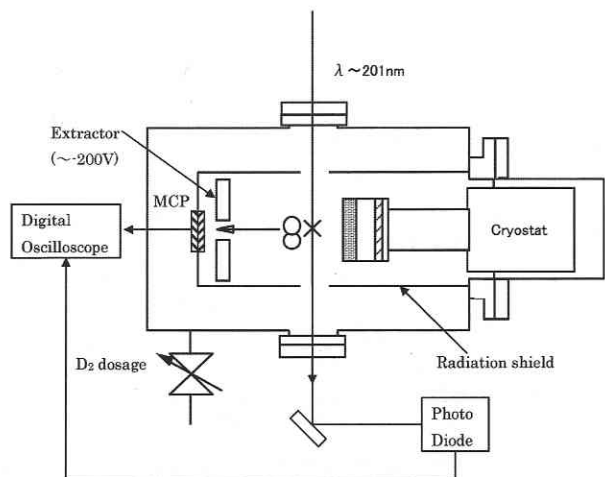 λ～201nm
Extractor
(～-200V)
MCP
Digital
Oscilloscope
Cryostat
Radiation shield
D₂ dosage
Photo
Diode